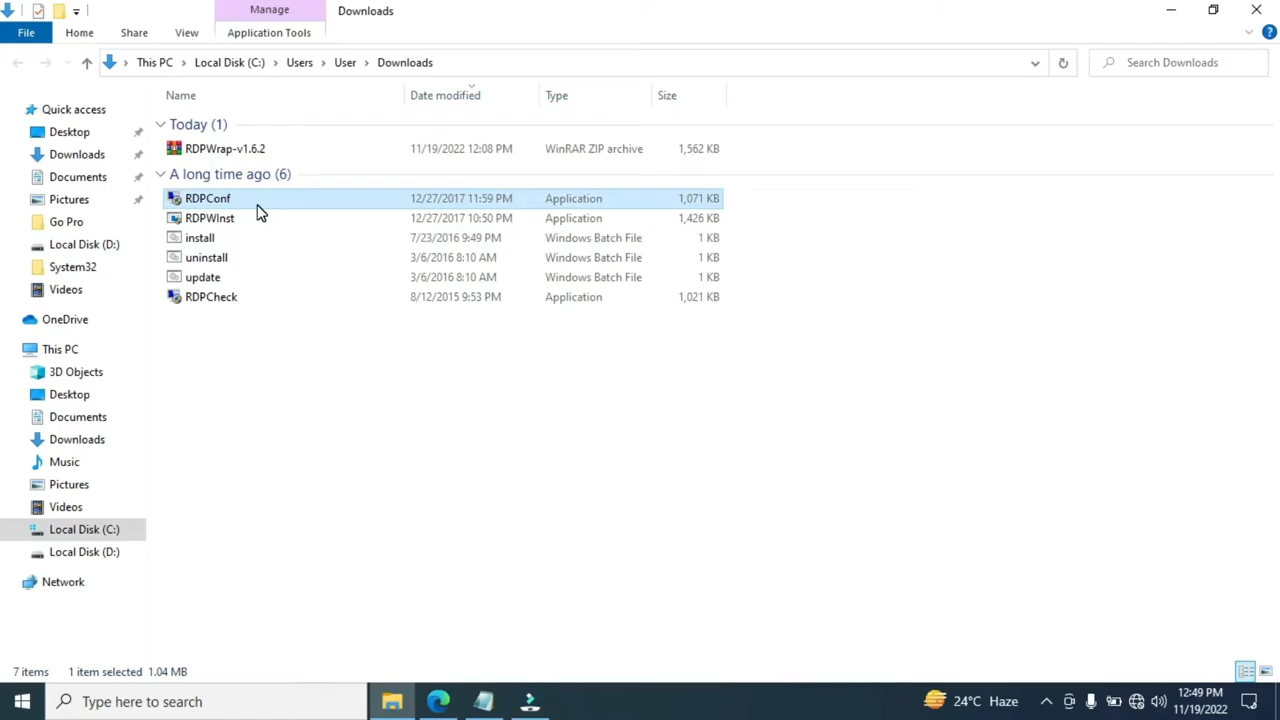 Manage
Downloads
File
Home
Share
View
Application Tools
This PC
Local Disk (C:)
Users
User
Downloads
Search Downloads
Name
Date modified
Type
Size
Quick access
Desktop
Downloads
Documents
Pictures
Go Pro
Local Disk (D:)
System32
Videos
OneDrive
This PC
3D Objects
Desktop
Documents
Downloads
Music
Pictures
Videos
Local Disk (C:)
Local Disk (D:)
Network
Today (1)
RDPWrap-v1.6.2 11/19/2022 12:08 PM WinRAR ZIP archive 1,562 KB
A long time ago (6)
RDPConf 12/27/2017 11:59 PM Application 1,071 KB
RDPWInst 12/27/2017 10:50 PM Application 1,426 KB
install 7/23/2016 9:49 PM Windows Batch File 1 KB
uninstall 3/6/2016 8:10 AM Windows Batch File 1 KB
update 3/6/2016 8:10 AM Windows Batch File 1 KB
RDPCheck 8/12/2015 9:53 PM Application 1,021 KB
7 items 1 item selected 1.04 MB
Type here to search
24°C Haze
12:49 PM
11/19/2022